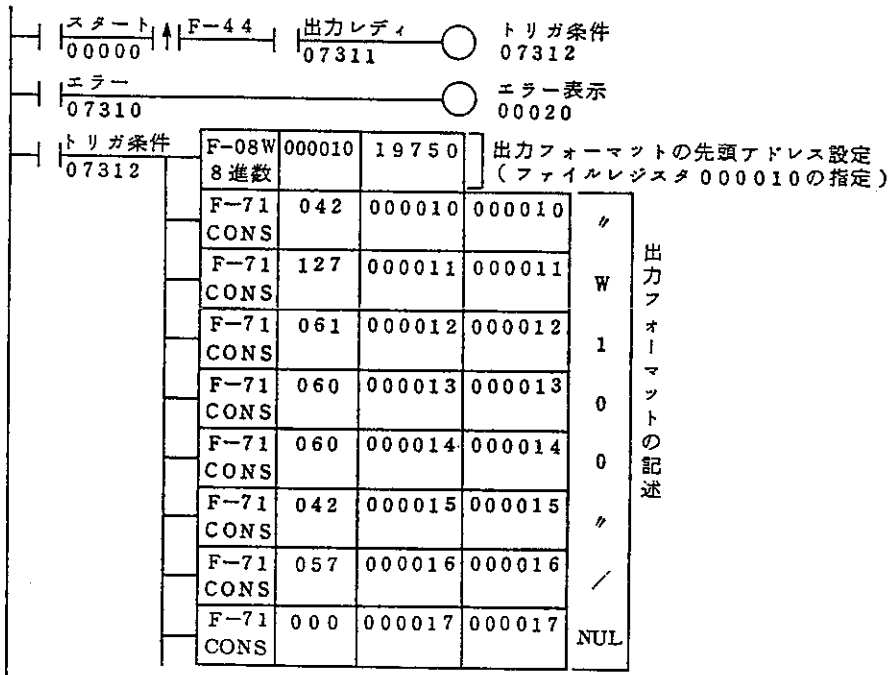 スタート F-44 出力レディ トリガ条件
00000 07311 07312
エラー エラー表示
07310 00020
トリガ条件 F-08W 000010 19750 出力フォーマットの先頭アドレス設定
07312 8進数 (ファイルレジスタ000010の指定)
F-71 042 000010 000010 〃
CONS
F-71 127 000011 000011 W
CONS
F-71 061 000012 000012 1
CONS
F-71 060 000013 000013 0
CONS
F-71 060 000014 000014 0
CONS
F-71 042 000015 000015 〃
CONS
F-71 057 000016 000016 /
CONS
F-71 000 000017 000017 NUL
CONS
出力フォーマットの記述